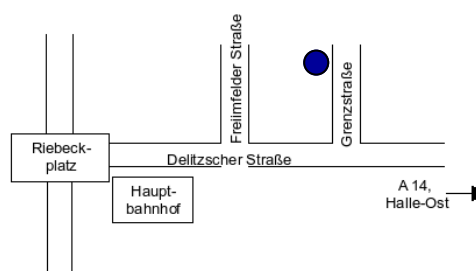 Freiimfelder Straße
Grenzstraße
Riebeck-
platz
Delitzscher Straße
Haupt-
bahnhof
A 14,
Halle-Ost